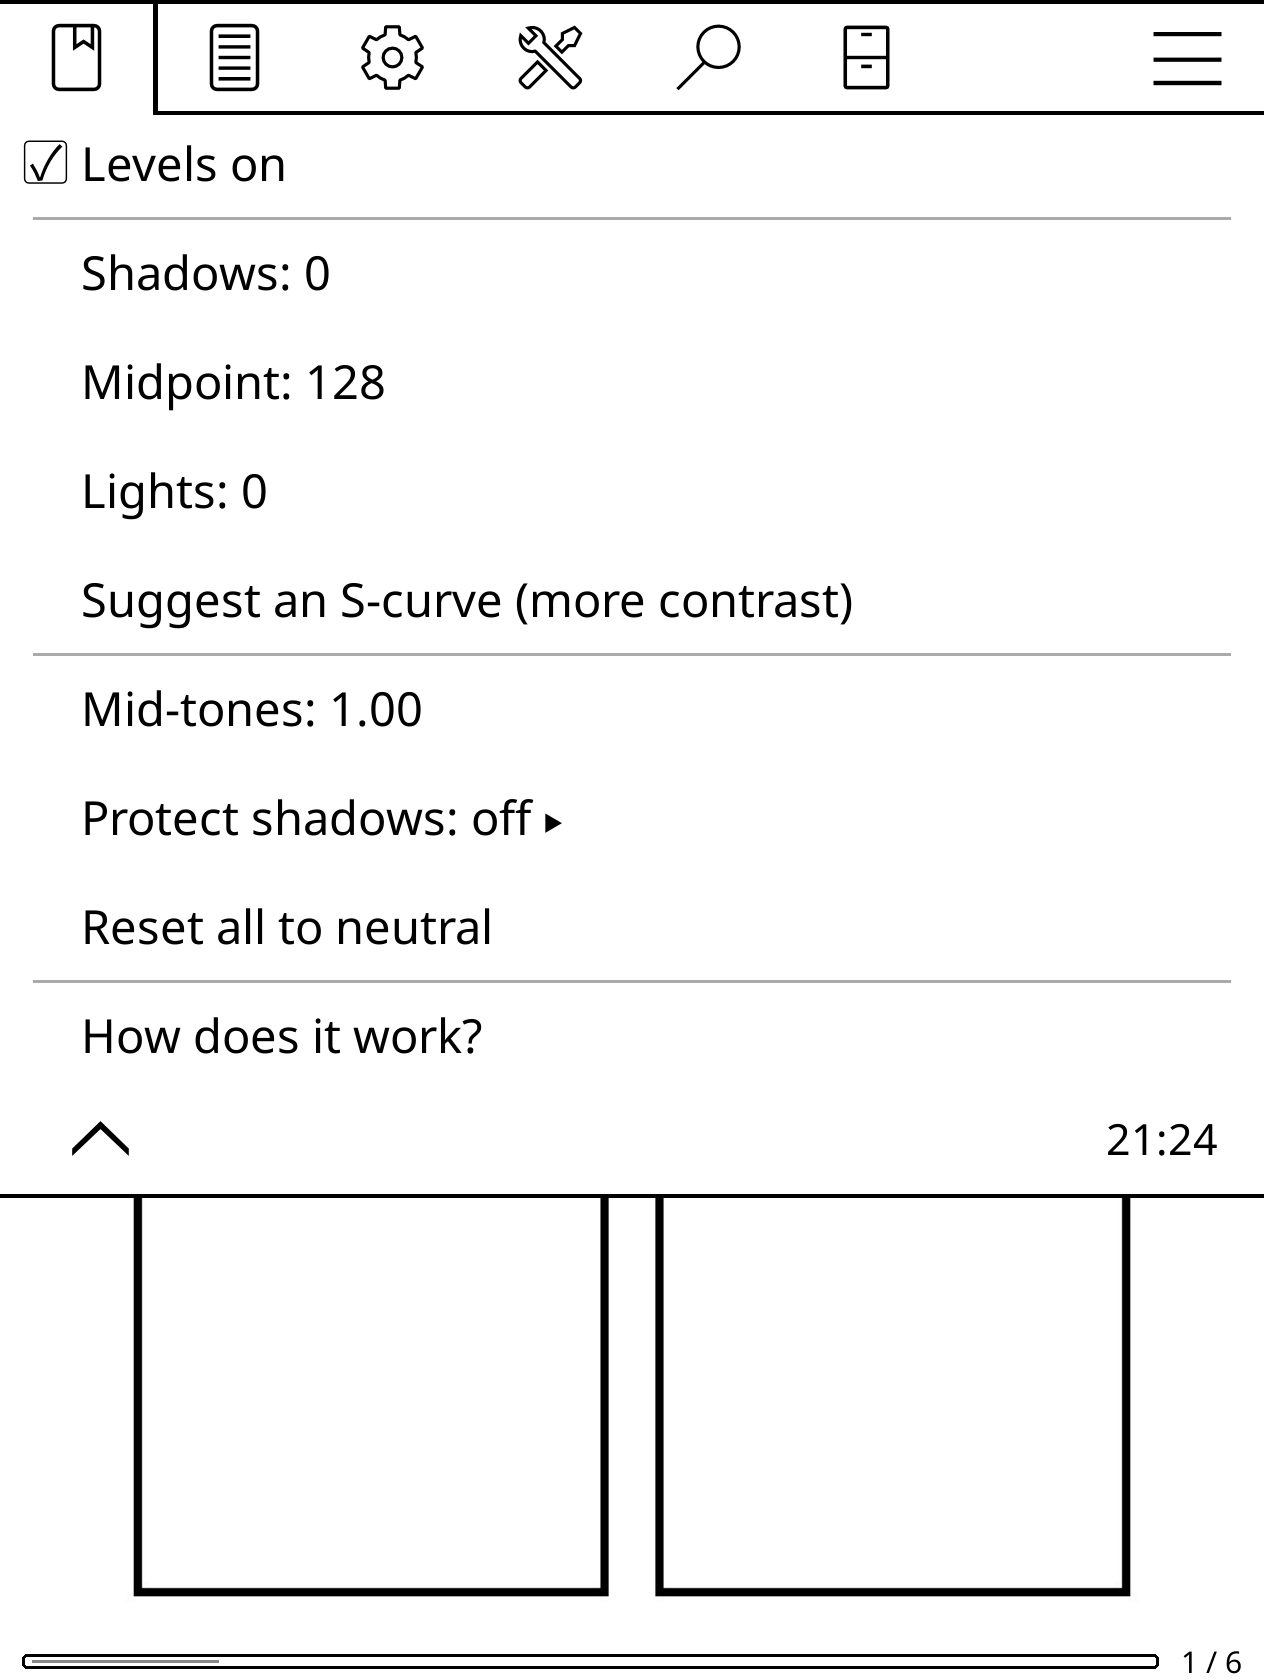 Levels on
Shadows: 0
Midpoint: 128
Lights: 0
Suggest an S-curve (more contrast)
Mid-tones: 1.00
Protect shadows: off ▸
Reset all to neutral
How does it work?
21:24
1 / 6